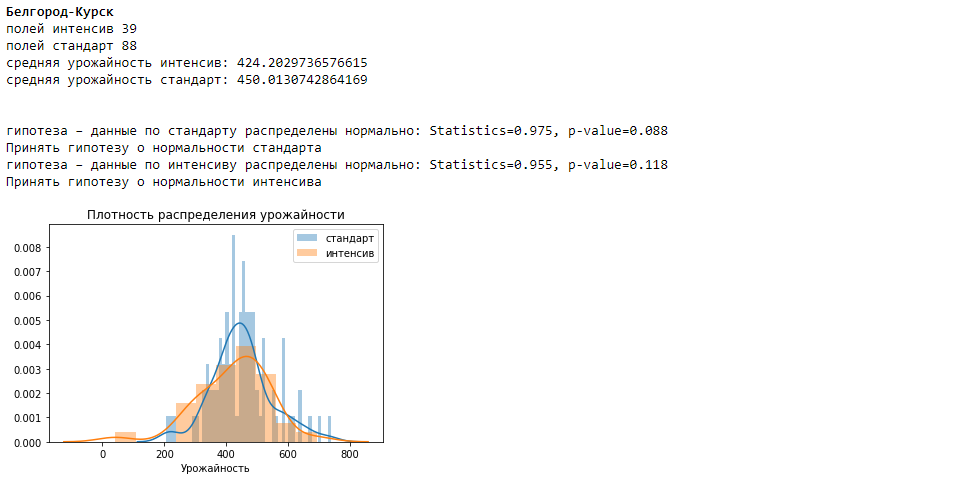 Белгород-Курск
полей интенсив 39
полей стандарт 88
средняя урожайность интенсив: 424.2029736576615
средняя урожайность стандарт: 450.0130742864169
гипотеза – данные по стандарту распределены нормально: Statistics=0.975, p-value=0.088
Принять гипотезу о нормальности стандарта
гипотеза – данные по интенсиву распределены нормально: Statistics=0.955, p-value=0.118
Принять гипотезу о нормальности интенсива
Плотность распределения урожайности
стандарт
интенсив
0.008
0.007
0.006
0.005
0.004
0.003
0.002
0.001
0.000
0 200 400 600 800
Урожайность